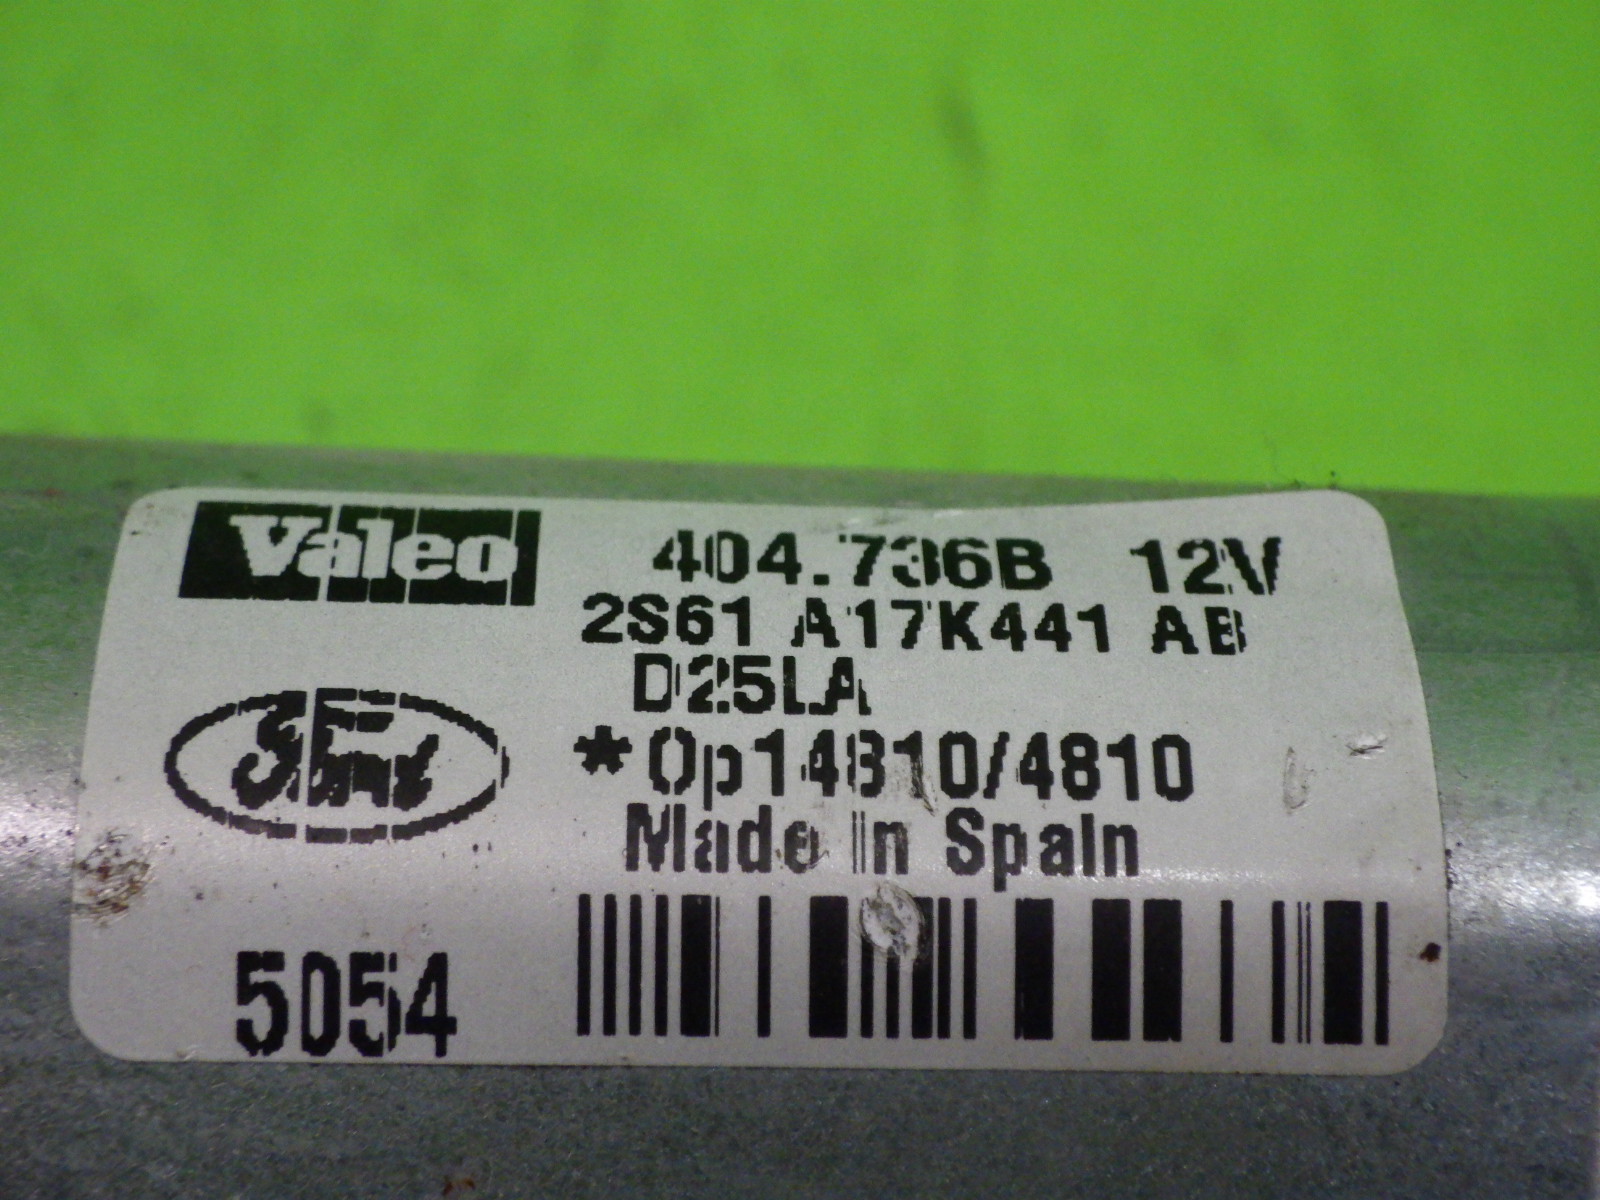 Valeo 404.736B 12V
2S61 A17K441 AB
D25LA
Ford
*Op14810/4810
Made in Spain
5054